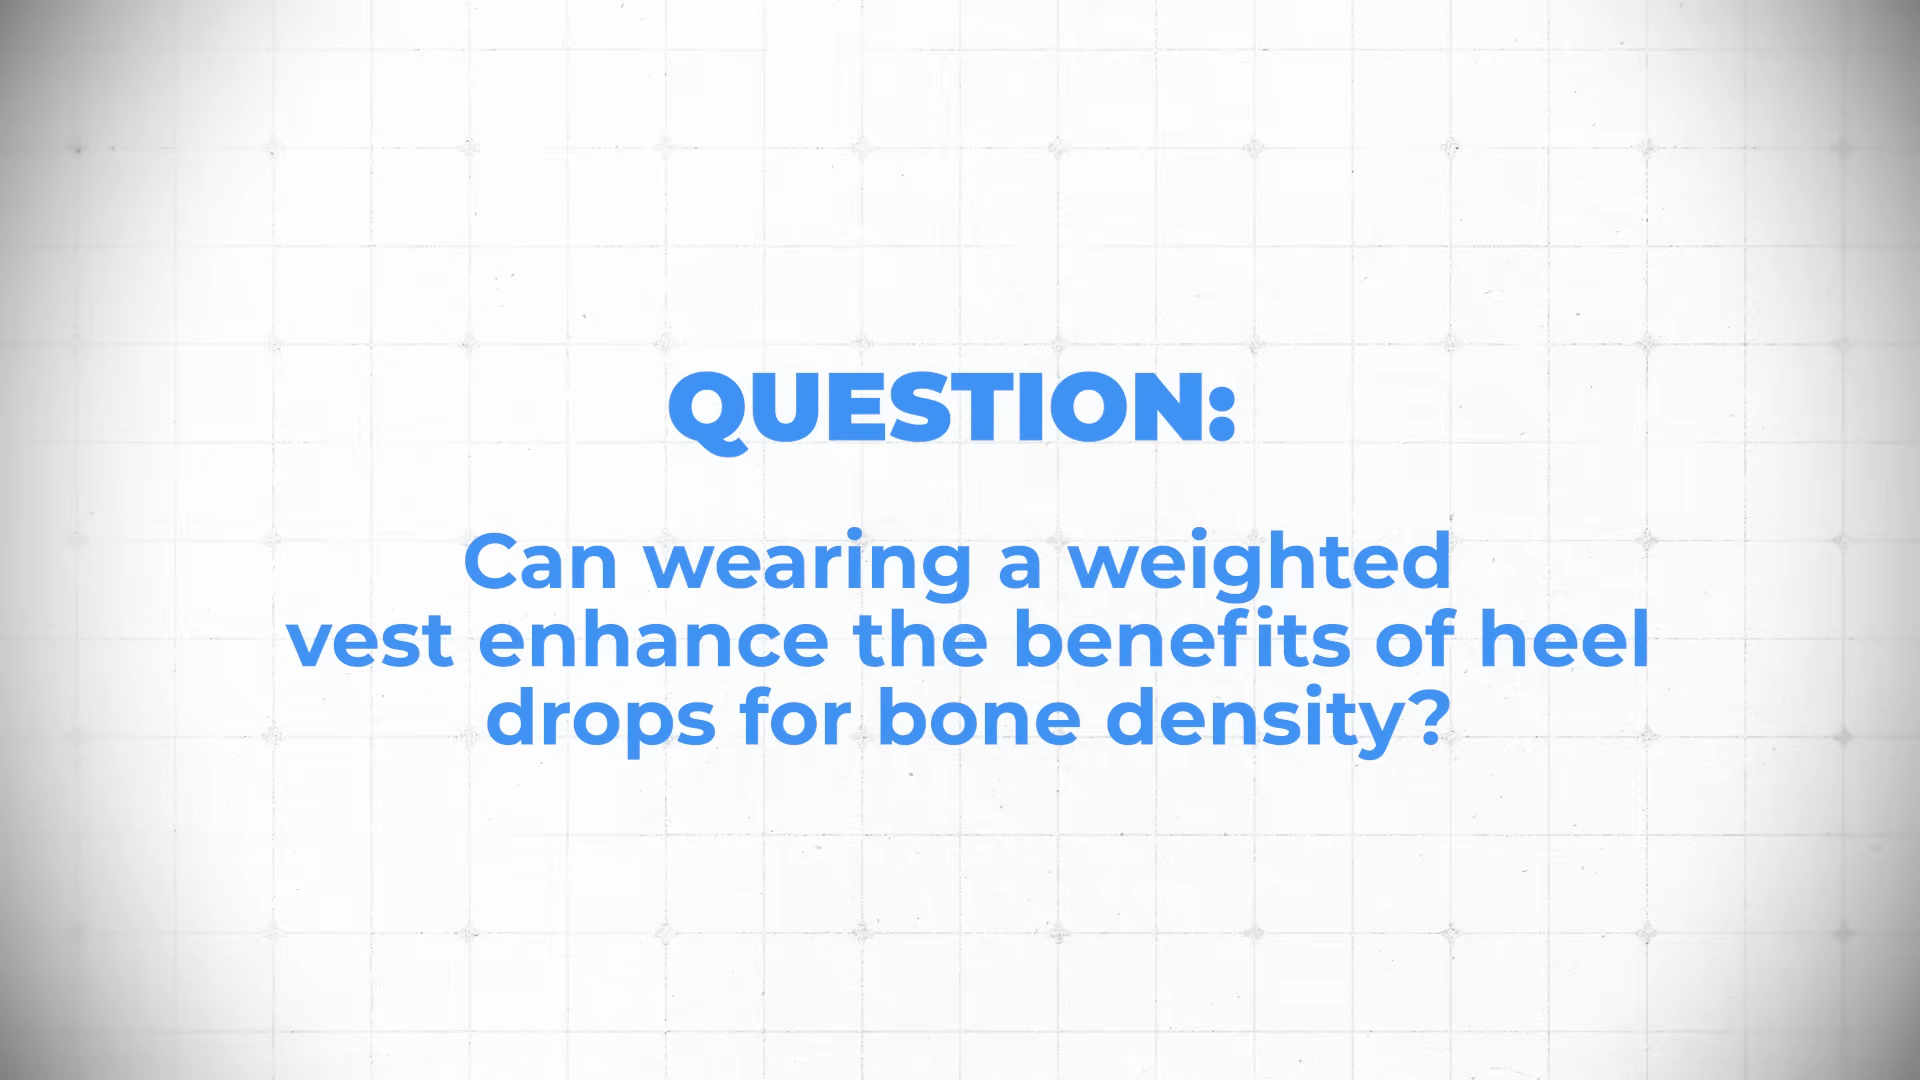 QUESTION:
Can wearing a weighted
vest enhance the benefits of heel
drops for bone density?